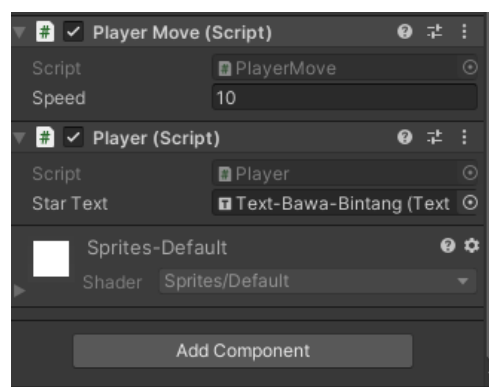 Player Move (Script)
Script PlayerMove
Speed 10
Player (Script)
Script Player
Star Text Text-Bawa-Bintang (Text
Sprites-Default
Shader Sprites/Default
Add Component